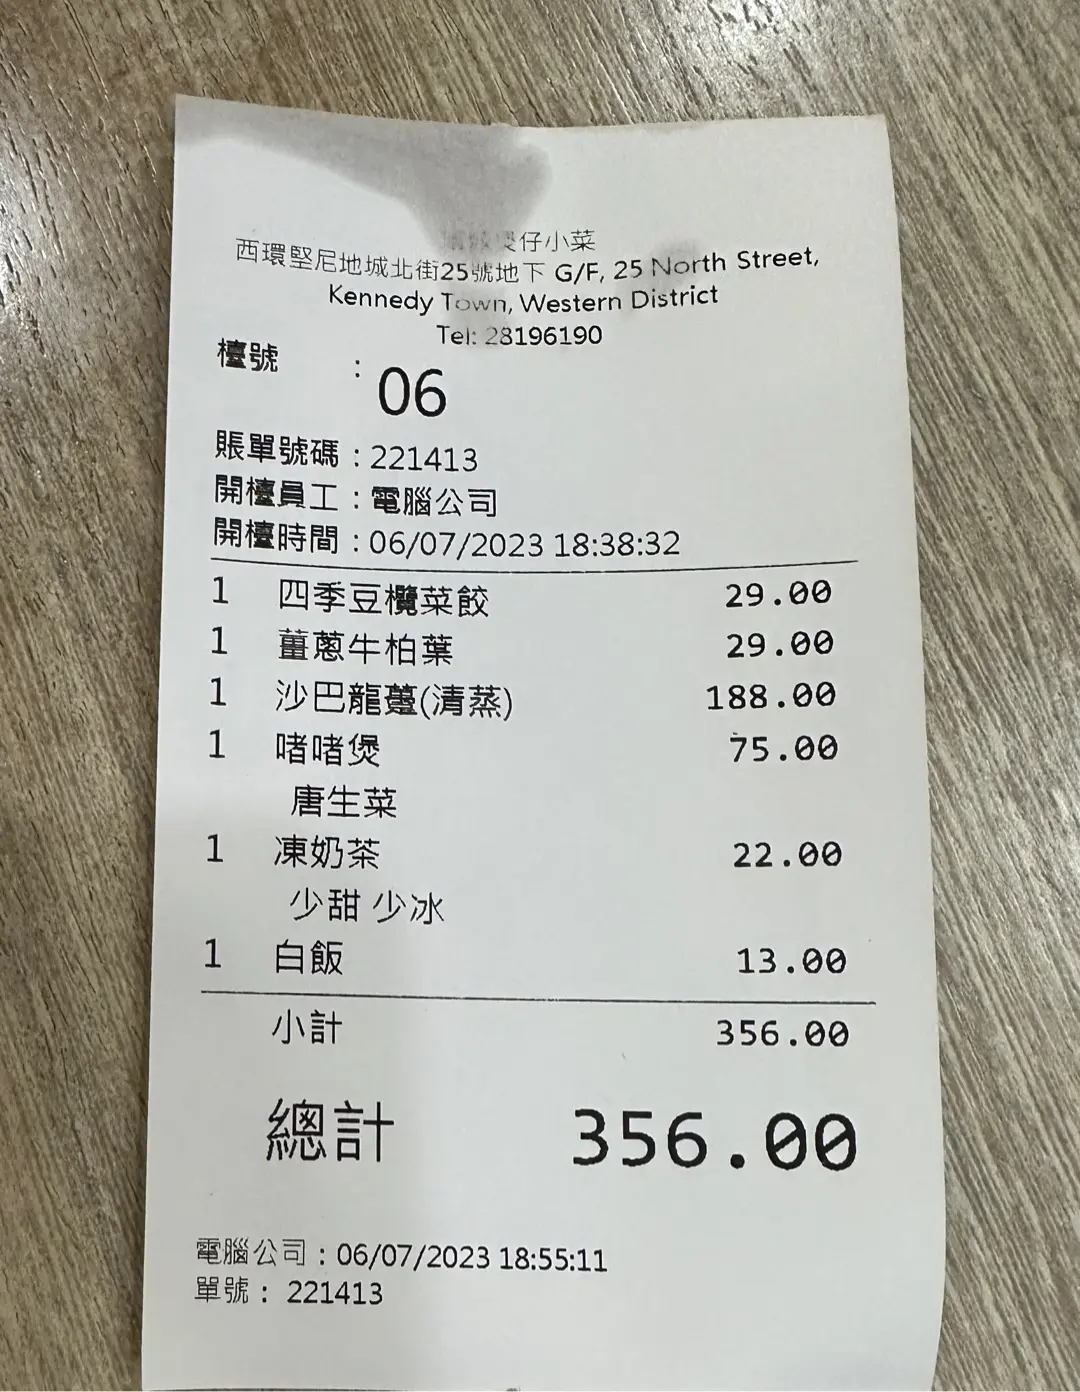 仔小菜
西環堅尼地城北街25號地下 G/F, 25 North Street,
Kennedy Town, Western District
Tel: 28196190
檯號 : 06
賬單號碼 : 221413
開檯員工 : 電腦公司
開檯時間 : 06/07/2023 18:38:32
1 四季豆欖菜餃 29.00
1 薑蔥牛柏葉 29.00
1 沙巴龍躉(清蒸) 188.00
1 啫啫煲 75.00
唐生菜
1 凍奶茶 22.00
少甜 少冰
1 白飯 13.00
小計 356.00
總計 356.00
電腦公司 : 06/07/2023 18:55:11
單號 : 221413